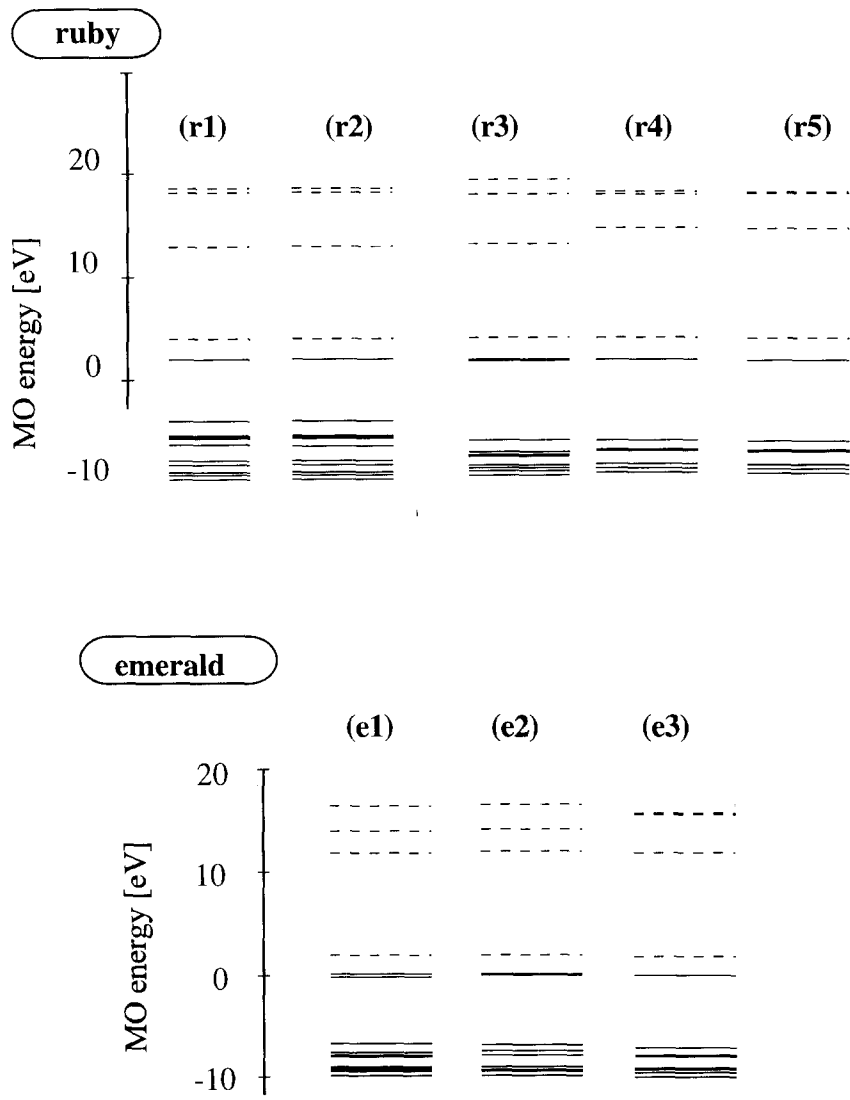 ruby
(r1) (r2) (r3) (r4) (r5)
20
10
0
-10
MO energy [eV]
emerald
(e1) (e2) (e3)
20
10
0
-10
MO energy [eV]